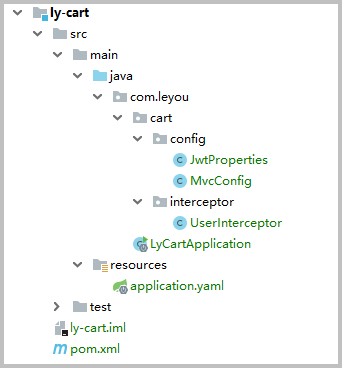 ly-cart
src
main
java
com.leyou
cart
config
JwtProperties
MvcConfig
interceptor
UserInterceptor
LyCartApplication
resources
application.yaml
test
ly-cart.iml
pom.xml